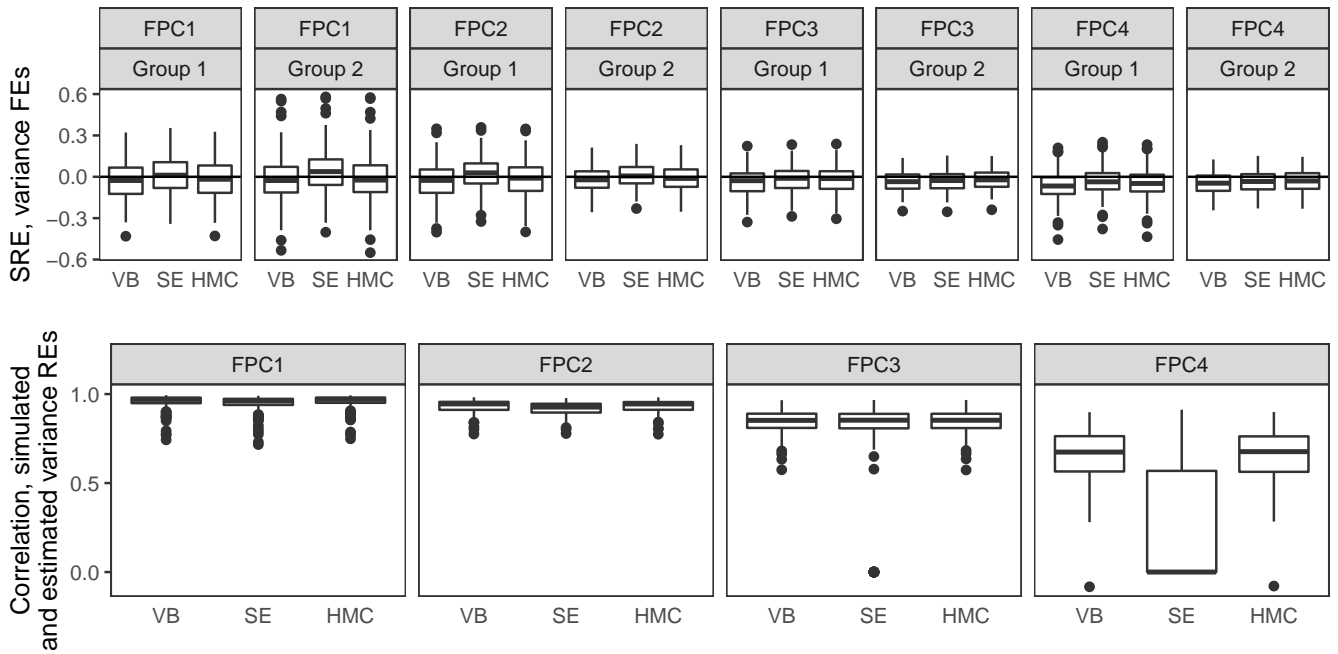 FPC1 FPC1 FPC2 FPC2 FPC3 FPC3 FPC4 FPC4
Group 1 Group 2 Group 1 Group 2 Group 1 Group 2 Group 1 Group 2
SRE, variance FEs
0.6
0.3
0.0
−0.3
−0.6
VB SE HMC VB SE HMC VB SE HMC VB SE HMC VB SE HMC VB SE HMC VB SE HMC VB SE HMC
FPC1 FPC2 FPC3 FPC4
Correlation, simulated
and estimated variance REs
1.0
0.5
0.0
VB SE HMC VB SE HMC VB SE HMC VB SE HMC